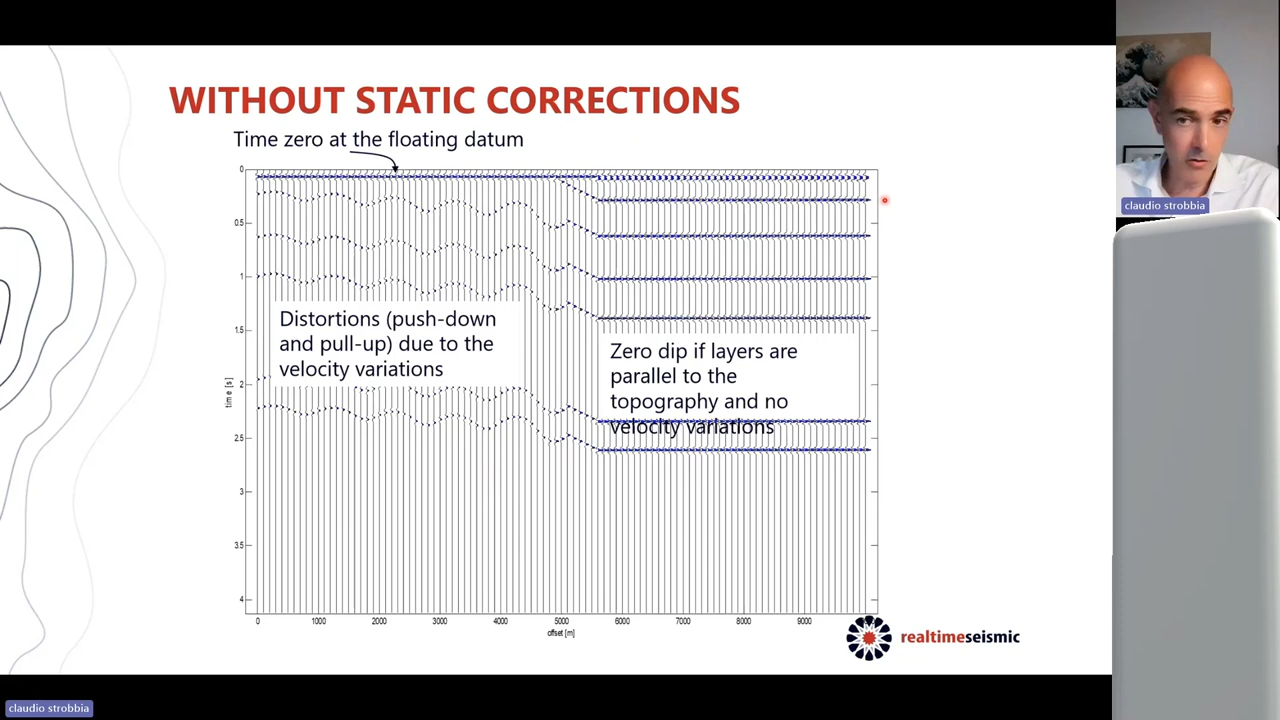 WITHOUT STATIC CORRECTIONS
Time zero at the floating datum
0
0.5
1
1.5
2
2.5
3
3.5
4
time [s]
Distortions (push-down
and pull-up) due to the
velocity variations
Zero dip if layers are
parallel to the
topography and no
velocity variations
0
1000
2000
3000
4000
5000
6000
7000
8000
9000
offset [m]
realtimeseismic
claudio strobbia
claudio strobbia